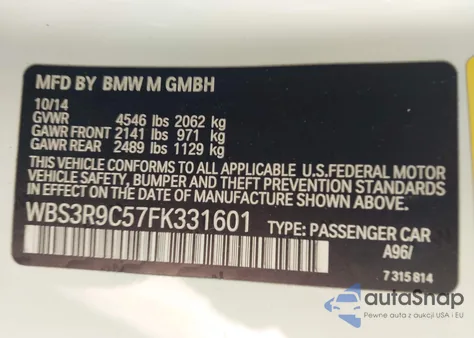 MFD BY BMW M GMBH
10/14
GVWR 4546 lbs 2062 kg
GAWR FRONT 2141 lbs 971 kg
GAWR REAR 2489 lbs 1129 kg
THIS VEHICLE CONFORMS TO ALL APPLICABLE U.S.FEDERAL MOTOR
VEHICLE SAFETY, BUMPER AND THEFT PREVENTION STANDARDS
IN EFFECT ON THE DATE OF MANUFACTURE SHOWN ABOVE.
WBS3R9C57FK331601 TYPE: PASSENGER CAR
A96/
7 315 814
autaSnap
Pewne auta z aukcji USA i EU